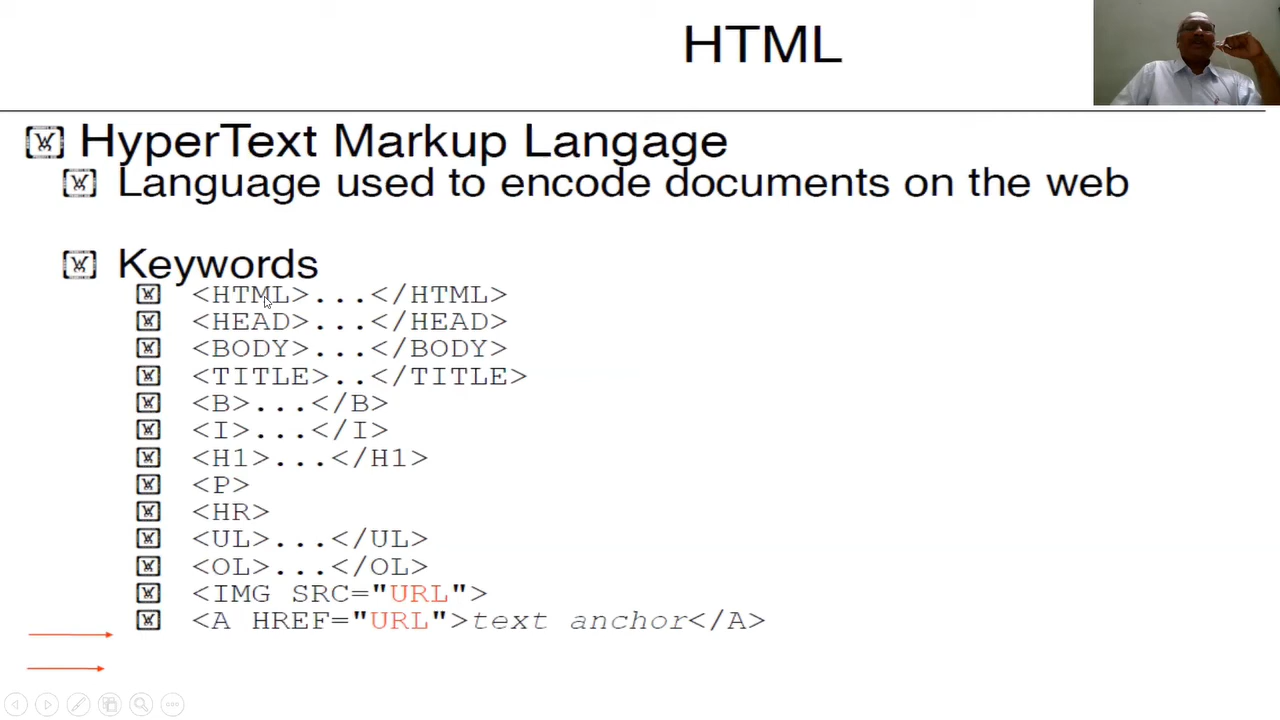 HTML
HyperText Markup Langage
Language used to encode documents on the web
Keywords
<HTML>...</HTML>
<HEAD>...</HEAD>
<BODY>...</BODY>
<TITLE>..</TITLE>
<B>...</B>
<I>...</I>
<H1>...</H1>
<P>
<HR>
<UL>...</UL>
<OL>...</OL>
<IMG SRC="URL">
<A HREF="URL">text anchor</A>